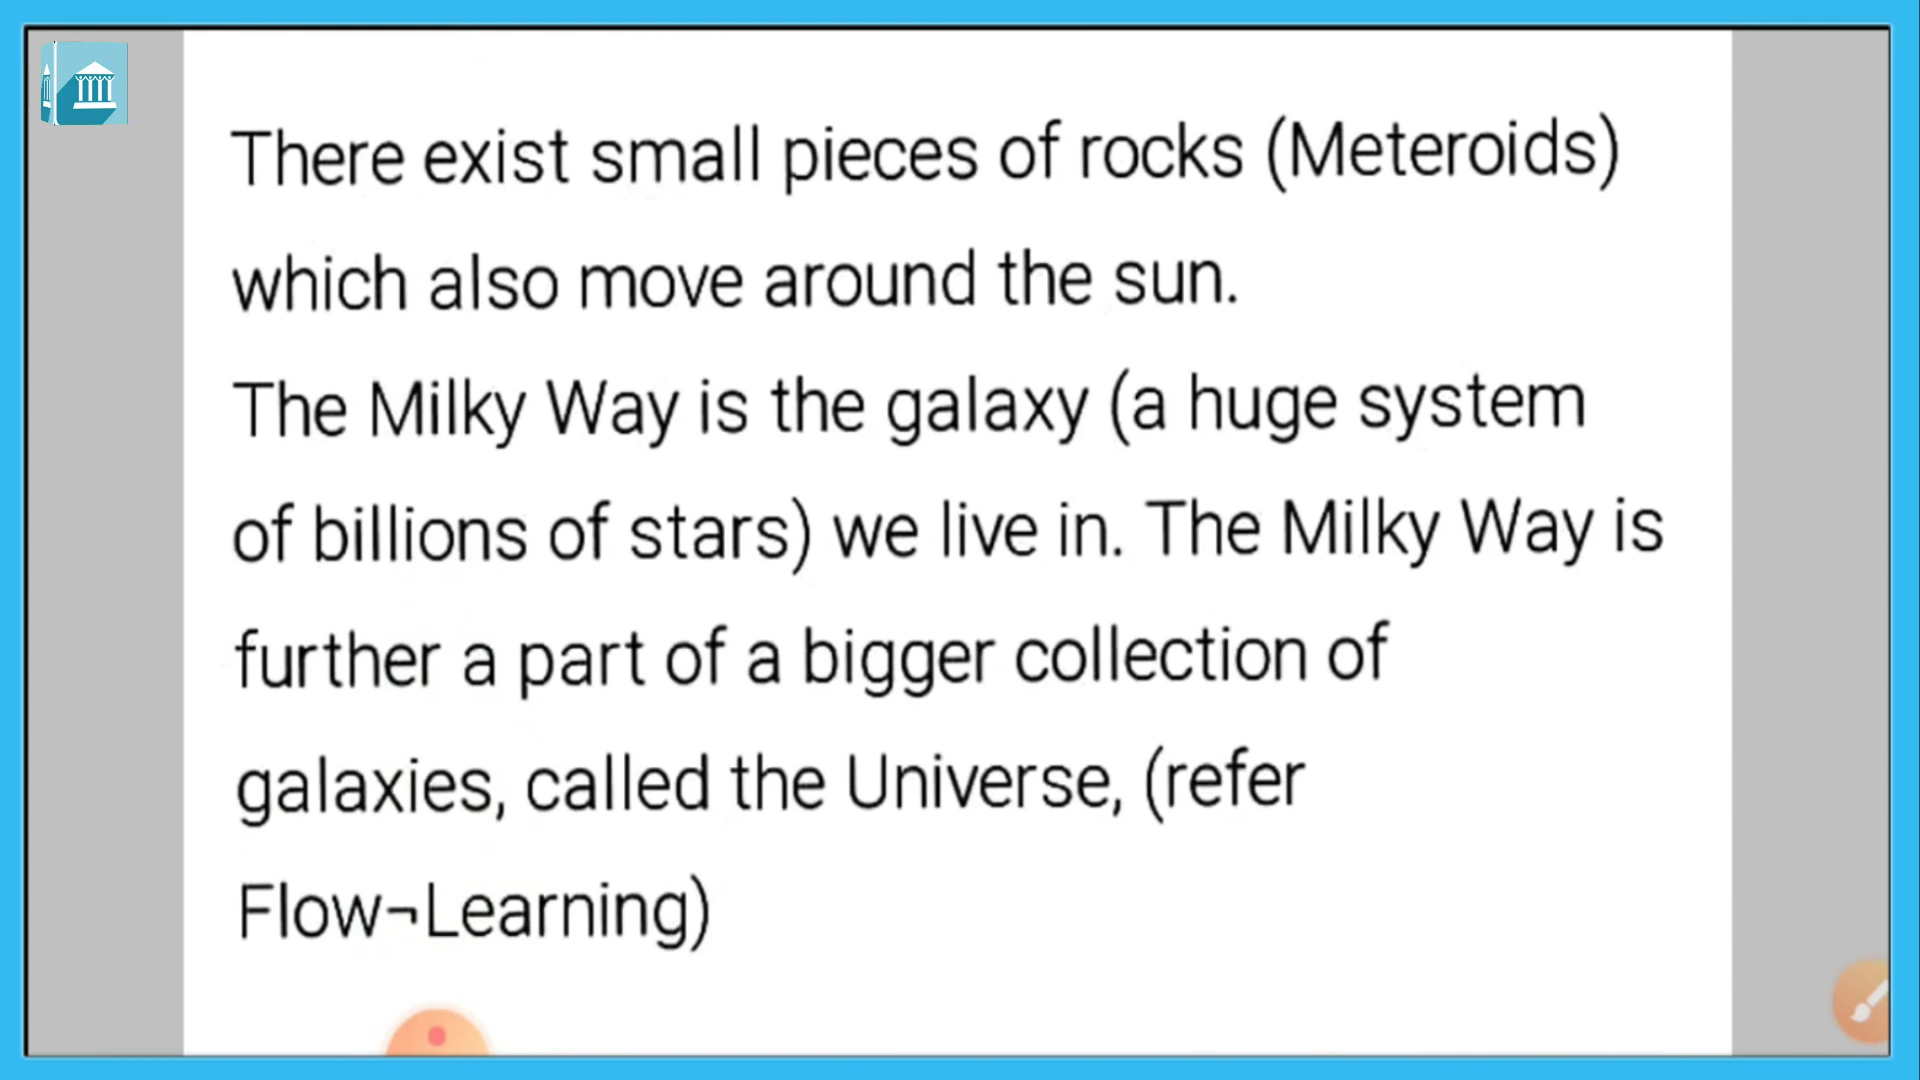 There exist small pieces of rocks (Meteroids)
which also move around the sun.
The Milky Way is the galaxy (a huge system
of billions of stars) we live in. The Milky Way is
further a part of a bigger collection of
galaxies, called the Universe, (refer
Flow¬Learning)